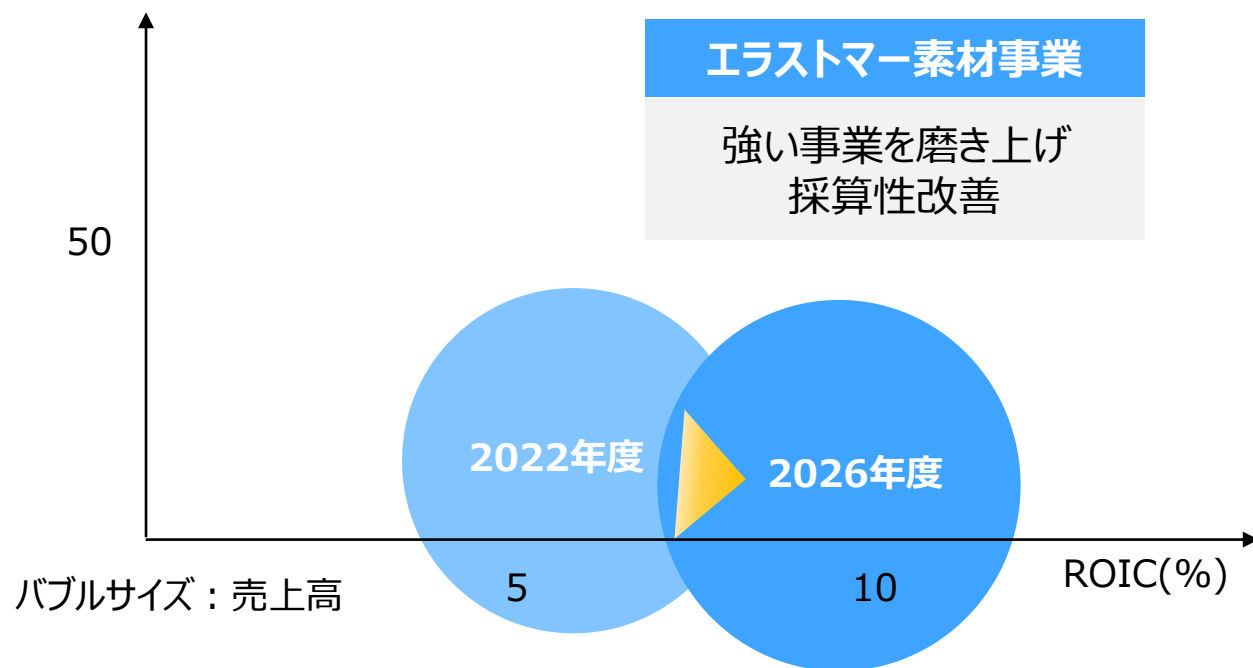 エラストマー素材事業
強い事業を磨き上げ
採算性改善
50
2022年度
2026年度
バブルサイズ：売上高
5
10
ROIC(%)